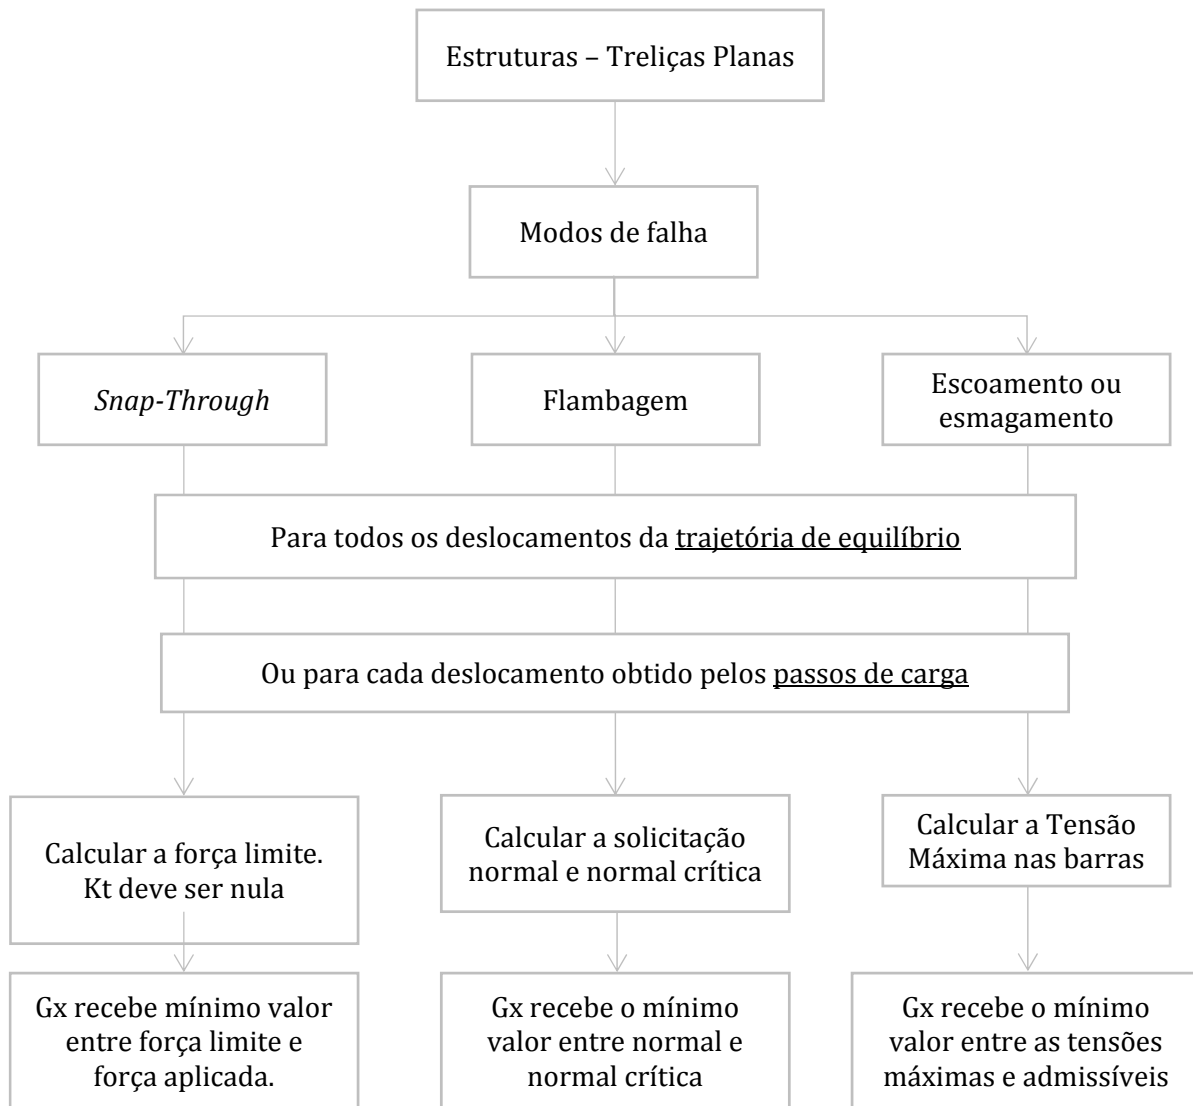 Estruturas – Treliças Planas
Modos de falha
Snap-Through
Flambagem
Escoamento ou
esmagamento
Para todos os deslocamentos da trajetória de equilíbrio
Ou para cada deslocamento obtido pelos passos de carga
Calcular a força limite.
Kt deve ser nula
Calcular a solicitação
normal e normal crítica
Calcular a Tensão
Máxima nas barras
Gx recebe mínimo valor
entre força limite e
força aplicada.
Gx recebe o mínimo
valor entre normal e
normal crítica
Gx recebe o mínimo
valor entre as tensões
máximas e admissíveis